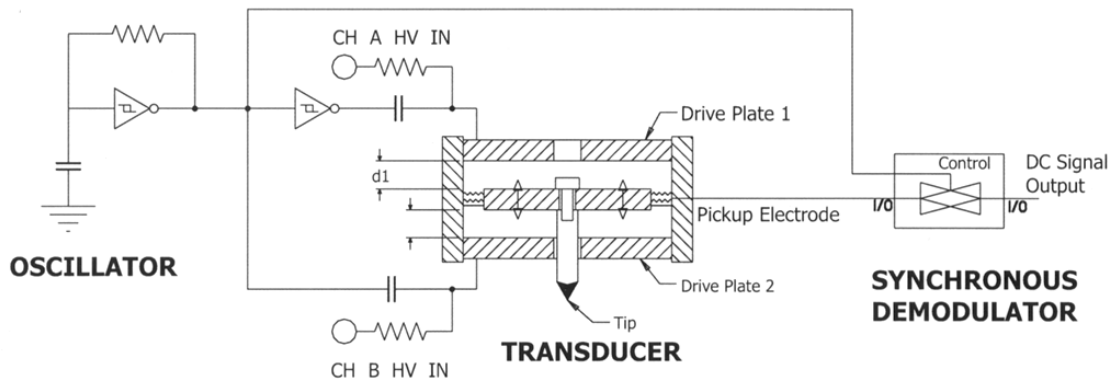 CH A HV IN
Drive Plate 1
d1
Control
DC Signal
Output
I/O
I/O
Pickup Electrode
OSCILLATOR
Drive Plate 2
SYNCHRONOUS
DEMODULATOR
Tip
TRANSDUCER
CH B HV IN